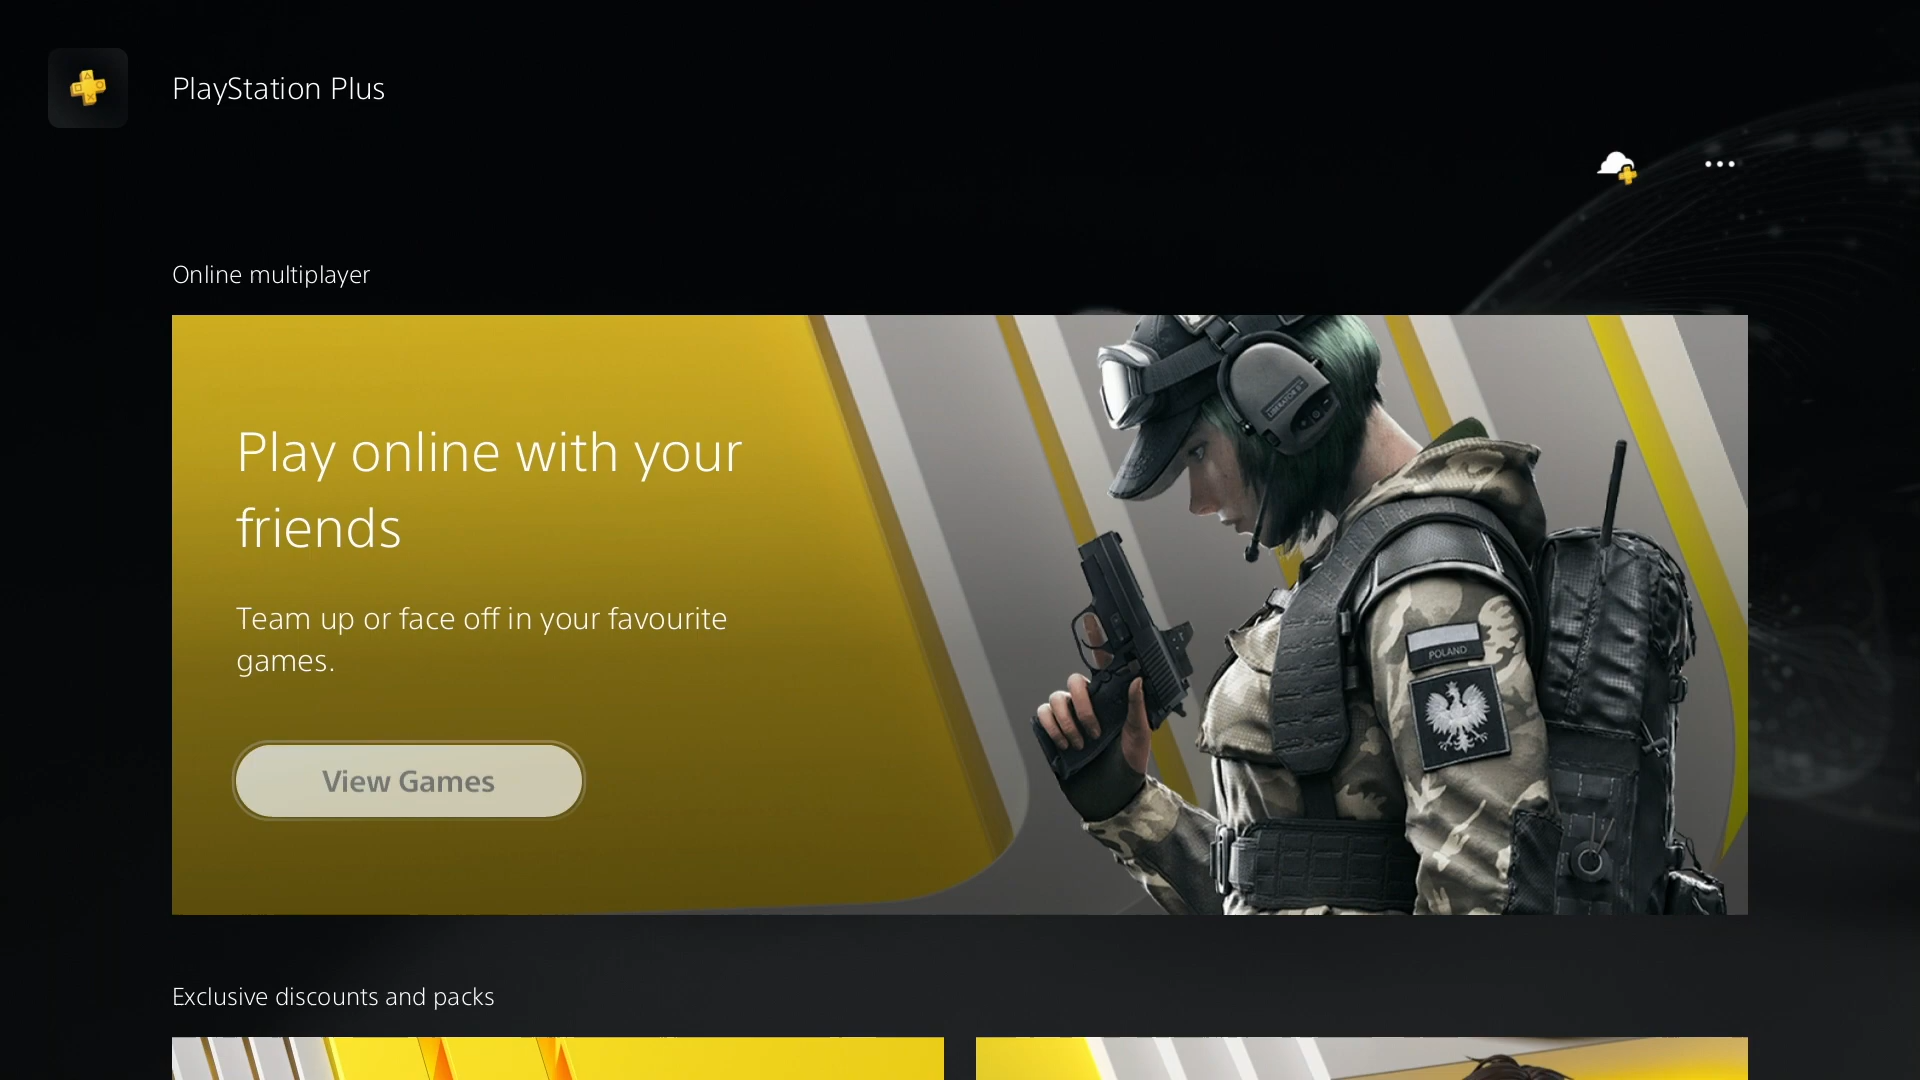 PlayStation Plus
Online multiplayer
Play online with your
friends
Team up or face off in your favourite
games.
View Games
POLAND
Exclusive discounts and packs